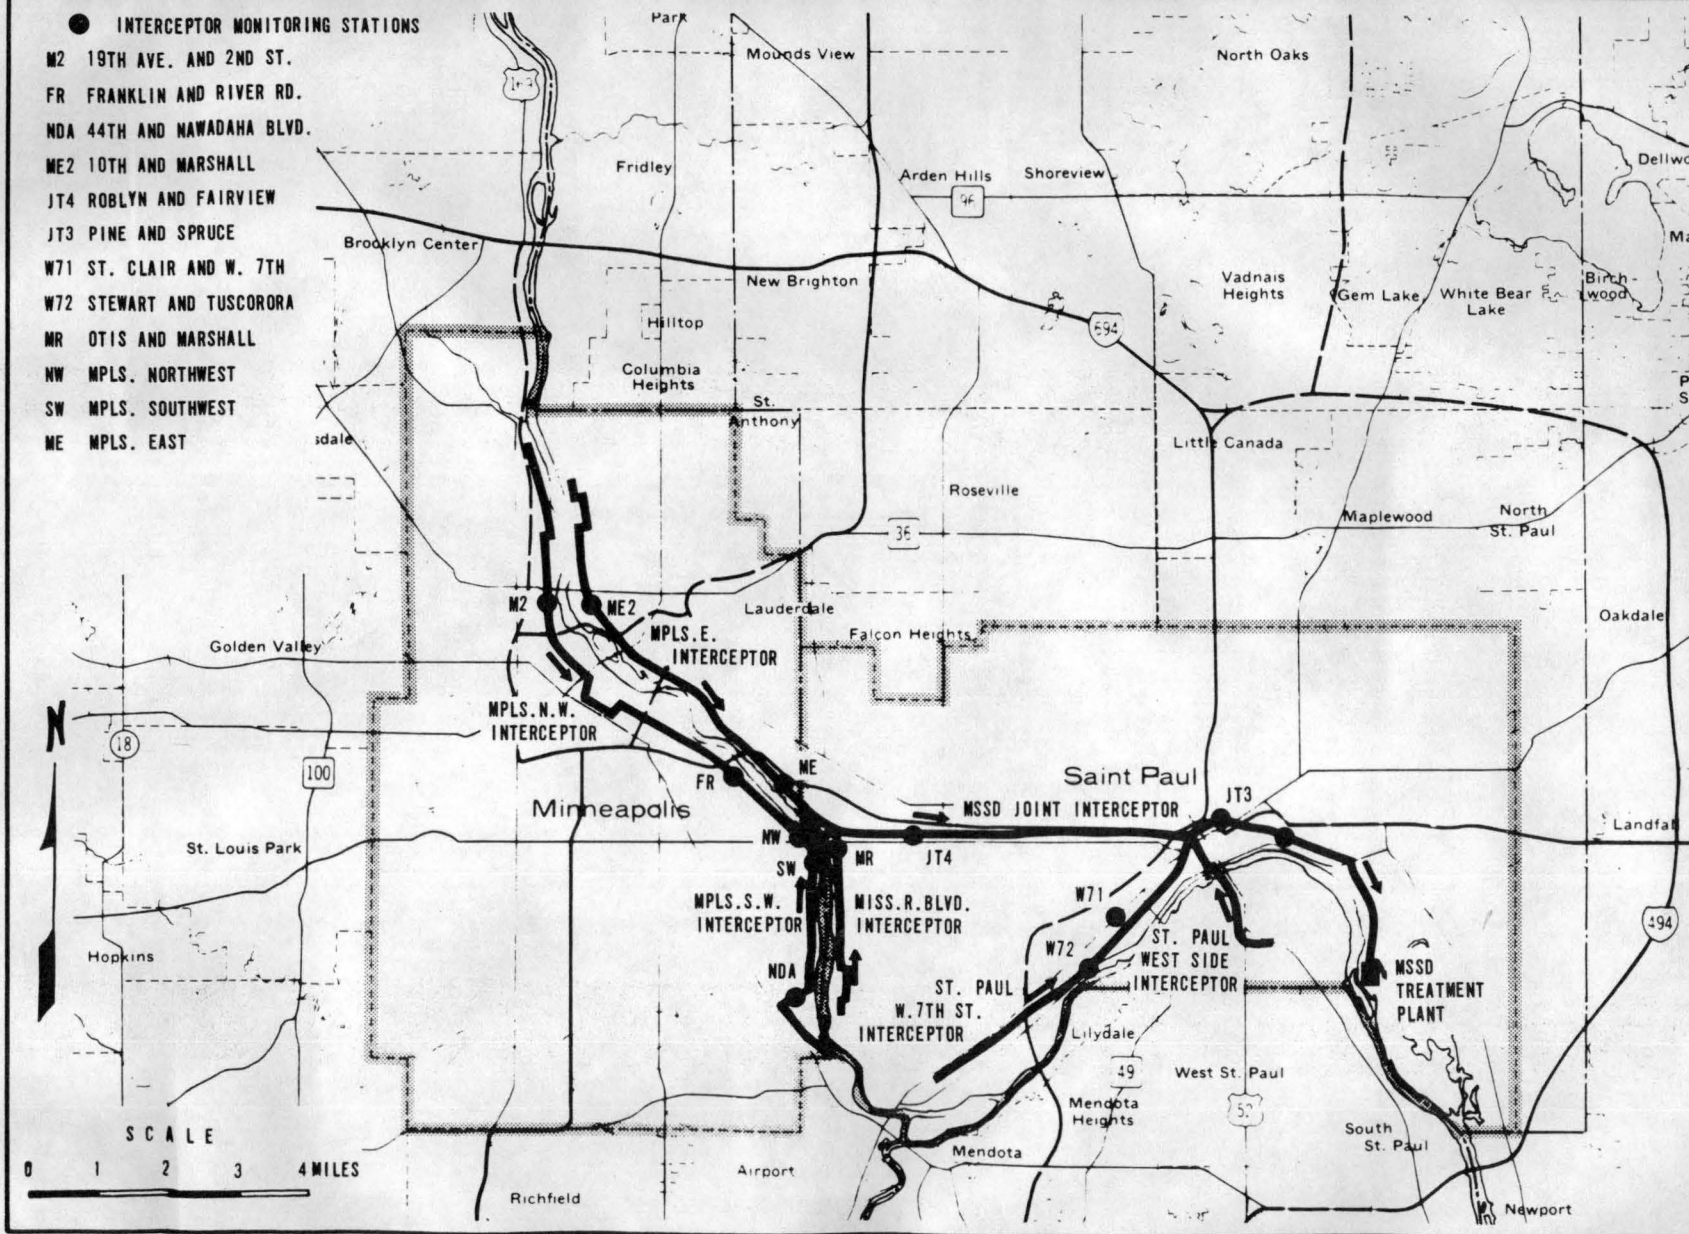 INTERCEPTOR MONITORING STATIONS
M2 19TH AVE. AND 2ND ST.
FR FRANKLIN AND RIVER RD.
NDA 44TH AND NAWADAHA BLVD.
ME2 10TH AND MARSHALL
JT4 ROBLYN AND FAIRVIEW
JT3 PINE AND SPRUCE
W71 ST. CLAIR AND W. 7TH
W72 STEWART AND TUSCORORA
MR OTIS AND MARSHALL
NW MPLS. NORTHWEST
SW MPLS. SOUTHWEST
ME MPLS. EAST
Park
Mounds View
North Oaks
169
Fridley
Arden Hills
Shoreview
96
Dellwo
Brooklyn Center
New Brighton
Vadnais
Heights
Gem Lake
White Bear
Lake
Birch-
wood
Ma
Hilltop
694
Columbia
Heights
St.
Anthony
P
S
sdale
Little Canada
Roseville
36
Maplewood
North
St. Paul
M2
ME2
Lauderdale
Oakdale
Golden Valley
MPLS. E.
INTERCEPTOR
Falcon Heights
MPLS. N.W.
INTERCEPTOR
N
18
100
ME
FR
Saint Paul
Minneapolis
MSSD JOINT INTERCEPTOR
JT3
Landfal
St. Louis Park
NW
SW
MR
JT4
MPLS. S.W.
INTERCEPTOR
MISS. R. BLVD.
INTERCEPTOR
W71
494
W72
ST. PAUL
WEST SIDE
INTERCEPTOR
Hopkins
NDA
ST. PAUL
W. 7TH ST.
INTERCEPTOR
MSSD
TREATMENT
PLANT
Lilydale
49
West St. Paul
Mendota
Heights
52
South
St. Paul
SCALE
0 1 2 3 4 MILES
Mendota
Airport
Richfield
Newport